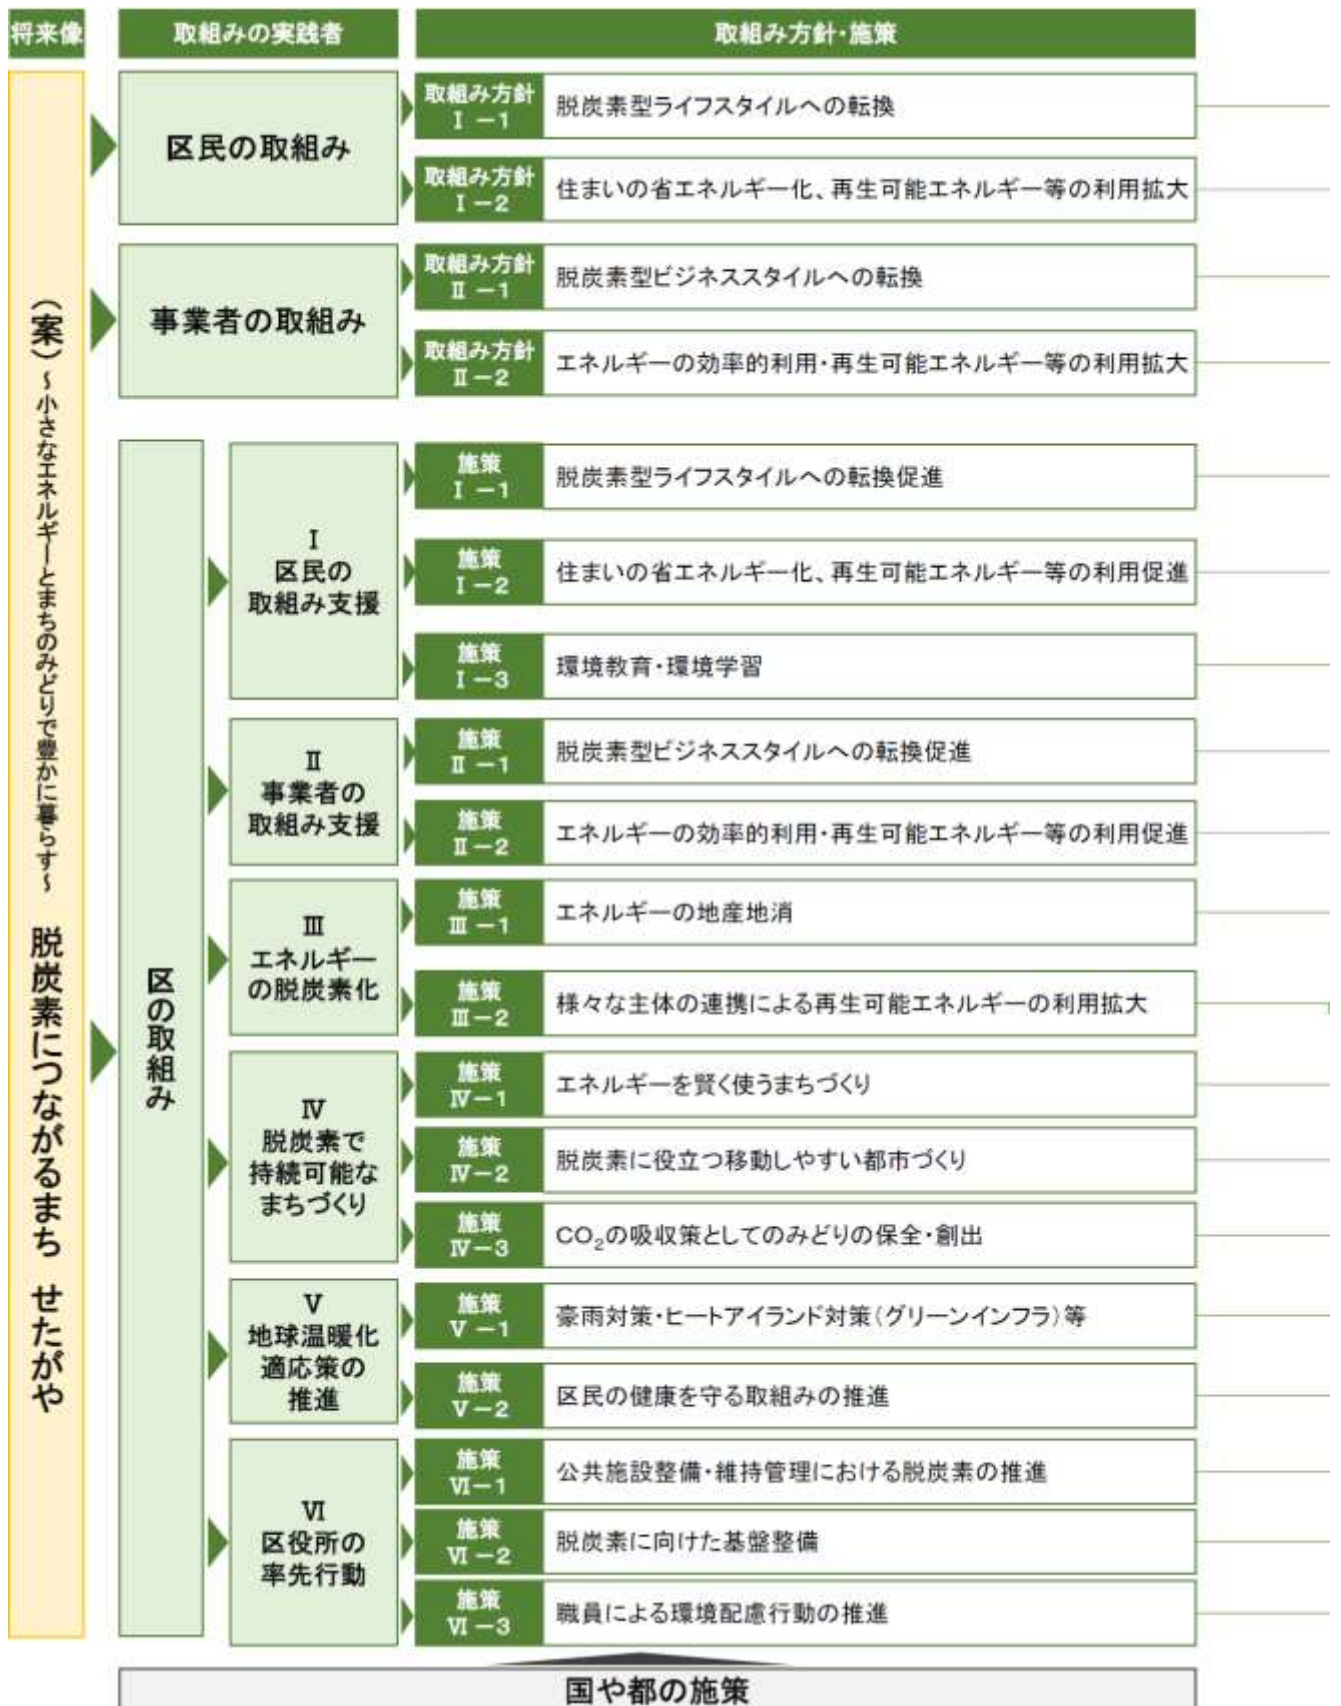 将来像
取組みの実践者
取組み方針・施策
(案)~小さなエネルギーとまちのみどりで豊かに暮らす~ 脱炭素につながるまち せたがや
区民の取組み
取組み方針
Ⅰ-1
脱炭素型ライフスタイルへの転換
取組み方針
Ⅰ-2
住まいの省エネルギー化、再生可能エネルギー等の利用拡大
事業者の取組み
取組み方針
Ⅱ-1
脱炭素型ビジネススタイルへの転換
取組み方針
Ⅱ-2
エネルギーの効率的利用・再生可能エネルギー等の利用拡大
区の取組み
Ⅰ
区民の
取組み支援
施策
Ⅰ-1
脱炭素型ライフスタイルへの転換促進
施策
Ⅰ-2
住まいの省エネルギー化、再生可能エネルギー等の利用促進
施策
Ⅰ-3
環境教育・環境学習
Ⅱ
事業者の
取組み支援
施策
Ⅱ-1
脱炭素型ビジネススタイルへの転換促進
施策
Ⅱ-2
エネルギーの効率的利用・再生可能エネルギー等の利用促進
Ⅲ
エネルギー
の脱炭素化
施策
Ⅲ-1
エネルギーの地産地消
施策
Ⅲ-2
様々な主体の連携による再生可能エネルギーの利用拡大
Ⅳ
脱炭素で
持続可能な
まちづくり
施策
Ⅳ-1
エネルギーを賢く使うまちづくり
施策
Ⅳ-2
脱炭素に役立つ移動しやすい都市づくり
施策
Ⅳ-3
CO₂の吸収策としてのみどりの保全・創出
Ⅴ
地球温暖化
適応策の
推進
施策
Ⅴ-1
豪雨対策・ヒートアイランド対策(グリーンインフラ)等
施策
Ⅴ-2
区民の健康を守る取組みの推進
Ⅵ
区役所の
率先行動
施策
Ⅵ-1
公共施設整備・維持管理における脱炭素の推進
施策
Ⅵ-2
脱炭素に向けた基盤整備
施策
Ⅵ-3
職員による環境配慮行動の推進
国や都の施策